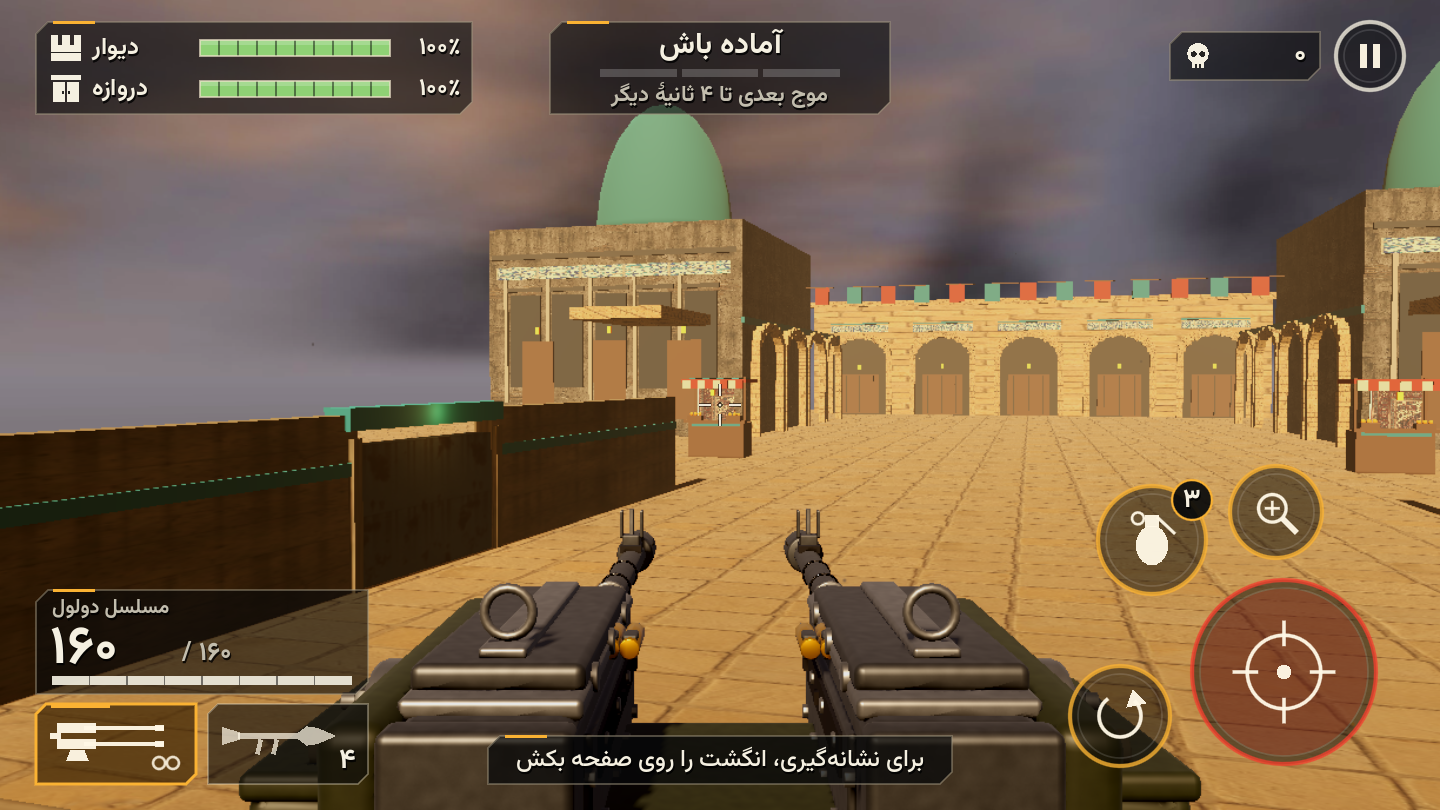 دیوار ۱۰۰٪
دروازه ۱۰۰٪
آماده باش
موج بعدی تا ۴ ثانیهٔ دیگر
۰
۳
مسلسل دولول
۱۶۰ / ۱۶۰
∞
۴
برای نشانه‌گیری، انگشت را روی صفحه بکش